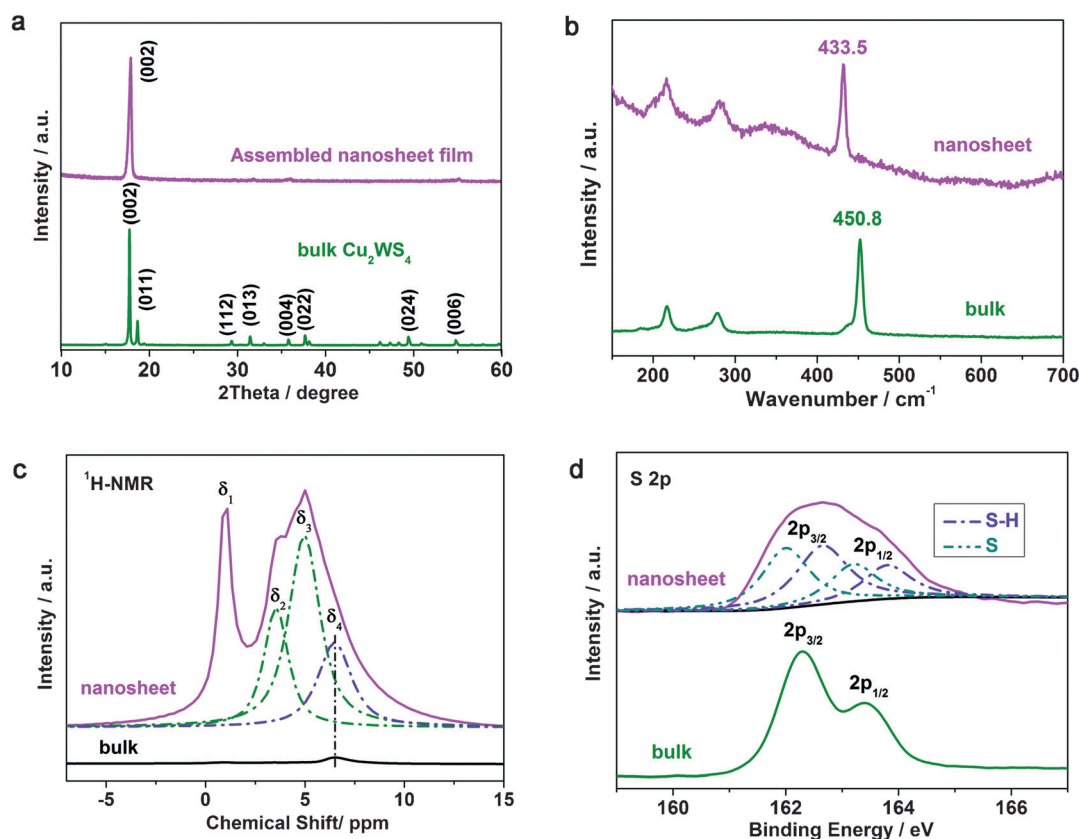 a
(002)
Assembled nanosheet film
(002)
bulk Cu₂WS₄
(011)
(112)
(013)
(004)
(022)
(024)
(006)
Intensity / a.u.
10 20 30 40 50 60
2Theta / degree
b
433.5
nanosheet
450.8
bulk
Intensity / a.u.
200 300 400 500 600 700
Wavenumber / cm⁻¹
c
¹H-NMR
δ₁
δ₃
δ₂
δ₄
nanosheet
bulk
Intensity / a.u.
-5 0 5 10 15
Chemical Shift/ ppm
d
S 2p
S-H
S
2p₃/₂
2p₁/₂
nanosheet
2p₃/₂
2p₁/₂
bulk
Intensity / a.u.
160 162 164 166
Binding Energy / eV